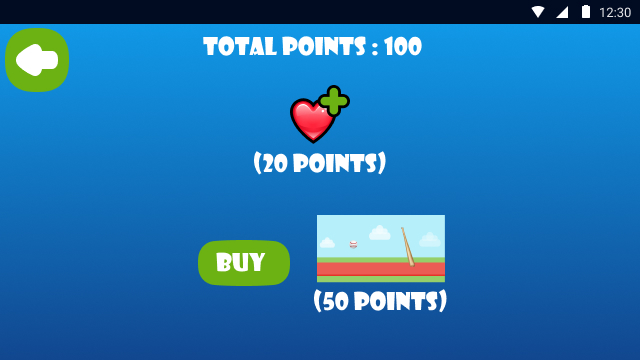 12:30
TOTAL POINTS : 100
(20 POINTS)
BUY
(50 POINTS)